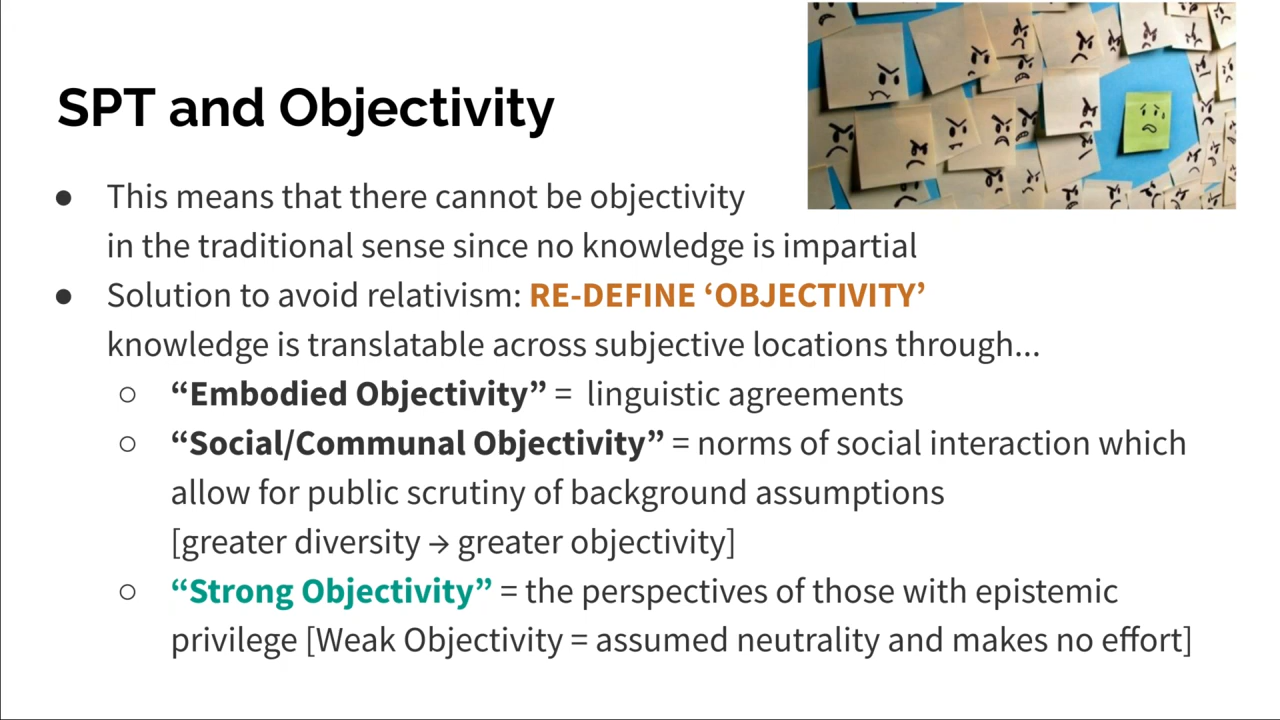 SPT and Objectivity
● This means that there cannot be objectivity
in the traditional sense since no knowledge is impartial
● Solution to avoid relativism: RE-DEFINE ‘OBJECTIVITY’
knowledge is translatable across subjective locations through...
○ “Embodied Objectivity” = linguistic agreements
○ “Social/Communal Objectivity” = norms of social interaction which
allow for public scrutiny of background assumptions
[greater diversity → greater objectivity]
○ “Strong Objectivity” = the perspectives of those with epistemic
privilege [Weak Objectivity = assumed neutrality and makes no effort]